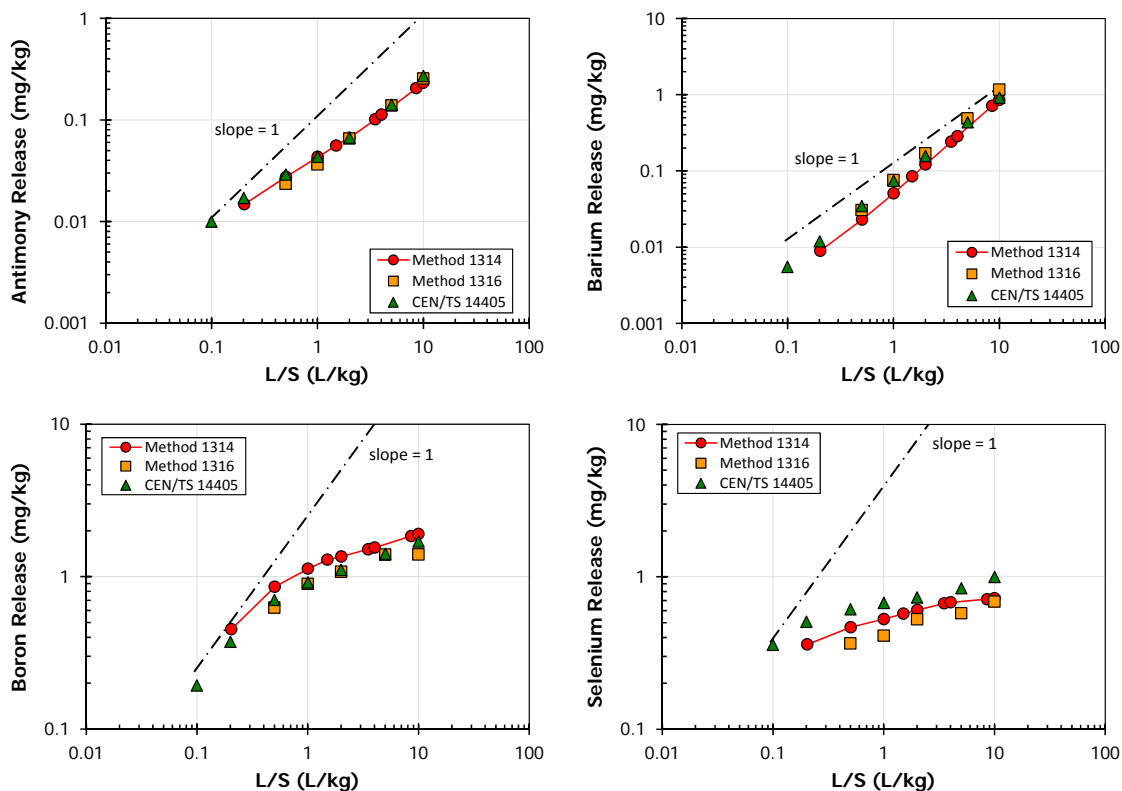 1
0.1
0.01
0.001
Antimony Release (mg/kg)
slope = 1
Method 1314
Method 1316
CEN/TS 14405
0.01 0.1 1 10 100
L/S (L/kg)
10
1
0.1
0.01
0.001
Barium Release (mg/kg)
slope = 1
Method 1314
Method 1316
CEN/TS 14405
0.01 0.1 1 10 100
L/S (L/kg)
10
1
0.1
Boron Release (mg/kg)
Method 1314
Method 1316
CEN/TS 14405
slope = 1
0.01 0.1 1 10 100
L/S (L/kg)
10
1
0.1
Selenium Release (mg/kg)
Method 1314
Method 1316
CEN/TS 14405
slope = 1
0.01 0.1 1 10 100
L/S (L/kg)